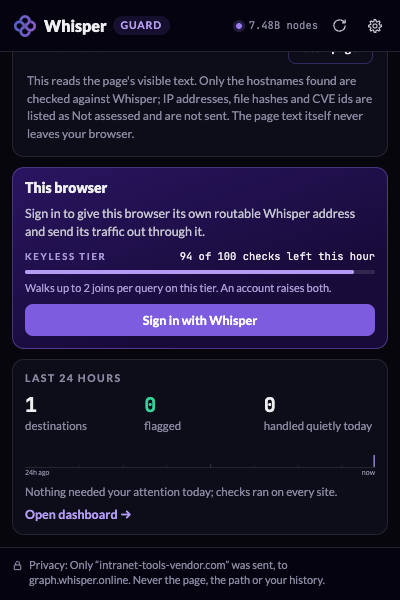 Whisper GUARD 7.48B nodes
This reads the page's visible text. Only the hostnames found are
checked against Whisper; IP addresses, file hashes and CVE ids are
listed as Not assessed and are not sent. The page text itself never
leaves your browser.
This browser
Sign in to give this browser its own routable Whisper address
and send its traffic out through it.
KEYLESS TIER 94 of 100 checks left this hour
Walks up to 2 joins per query on this tier. An account raises both.
Sign in with Whisper
LAST 24 HOURS
1 0 0
destinations flagged handled quietly today
24h ago now
Nothing needed your attention today; checks ran on every site.
Open dashboard →
Privacy: Only “intranet-tools-vendor.com” was sent, to
graph.whisper.online. Never the page, the path or your history.